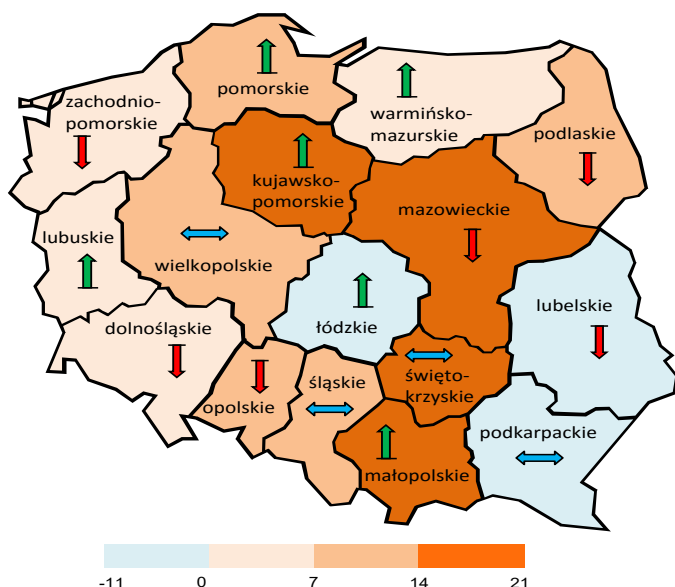 pomorskie
zachodnio-
pomorskie
warmińsko-
mazurskie
podlaskie
kujawsko-
pomorskie
mazowieckie
lubuskie
wielkopolskie
lubelskie
dolnośląskie
łódzkie
opolskie
śląskie
święto-
krzyskie
podkarpackie
małopolskie
-11 0 7 14 21